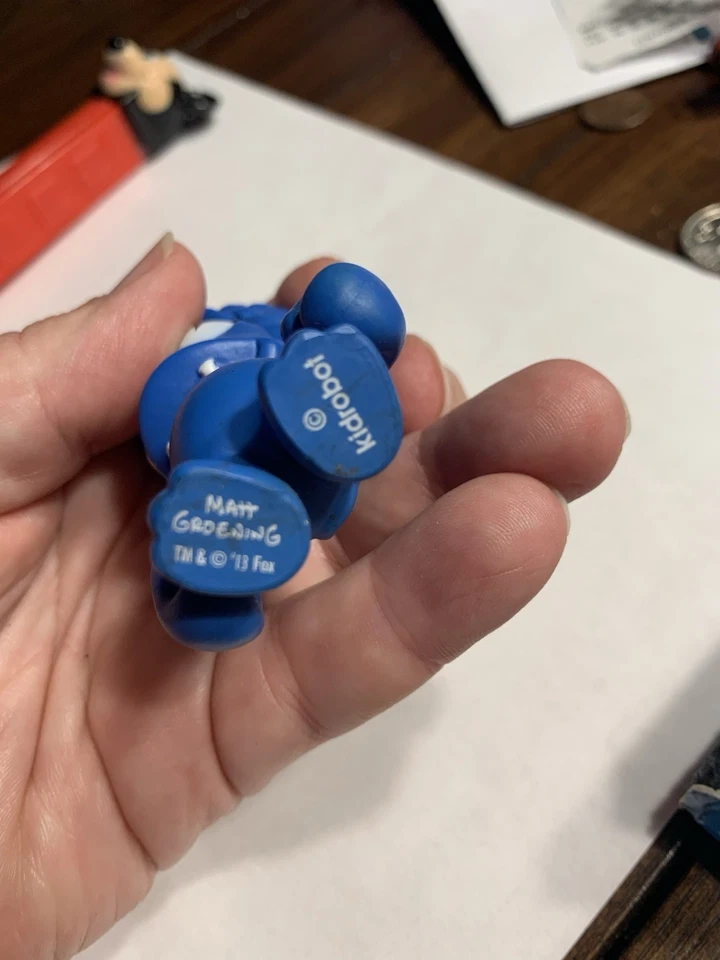 © kidrobot
MATT
GROENING
TM & © '13 FOX